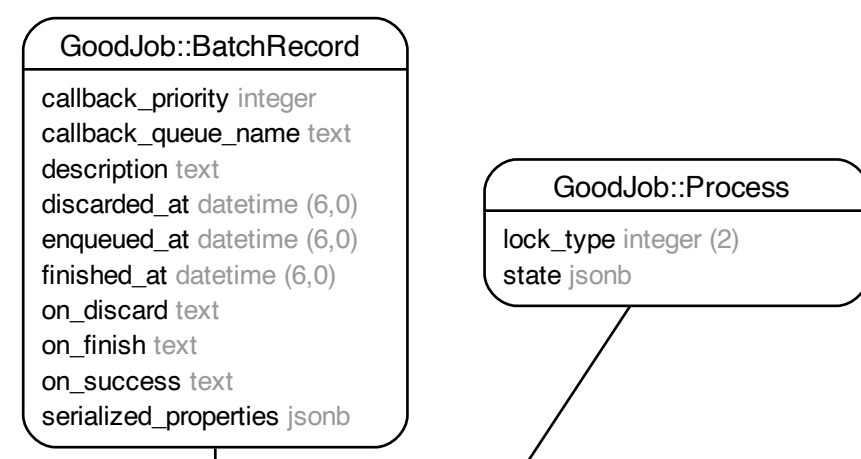 GoodJob::BatchRecord
callback_priority integer
callback_queue_name text
description text
discarded_at datetime (6,0)
enqueued_at datetime (6,0)
finished_at datetime (6,0)
on_discard text
on_finish text
on_success text
serialized_properties jsonb
GoodJob::Process
lock_type integer (2)
state jsonb